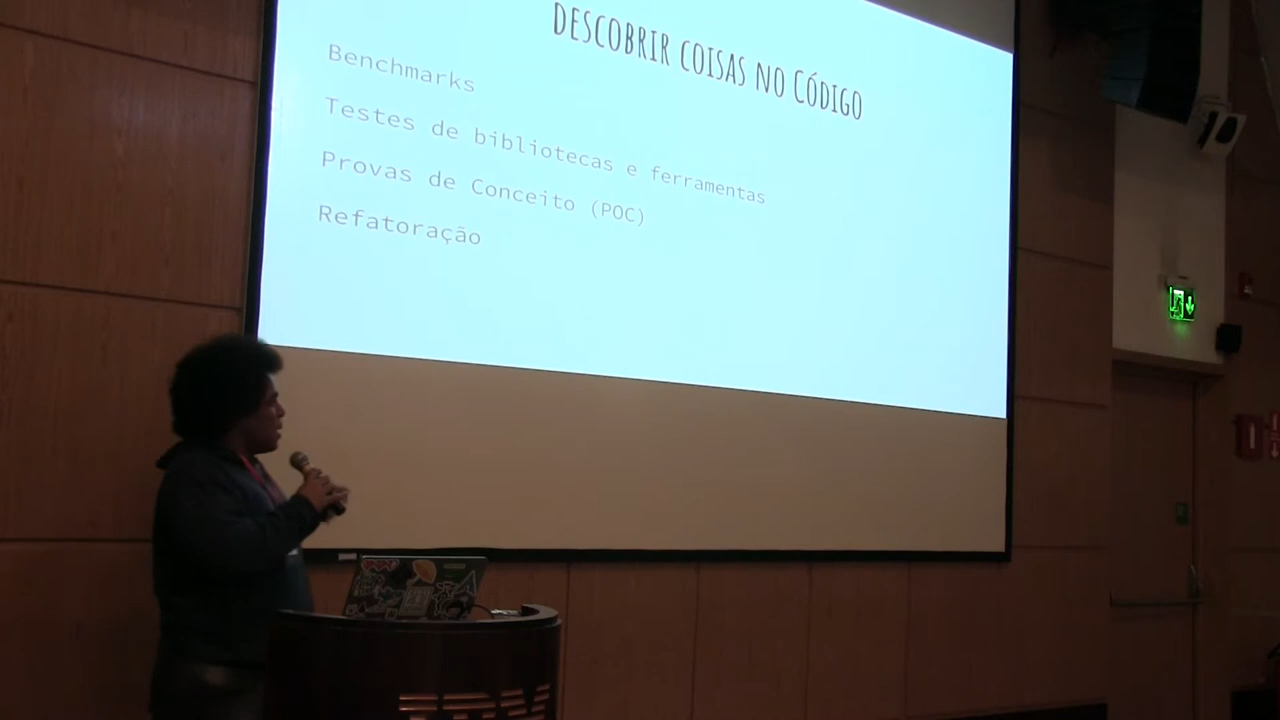 DESCOBRIR COISAS NO CÓDIGO
Benchmarks
Testes de bibliotecas e ferramentas
Provas de Conceito (POC)
Refatoração